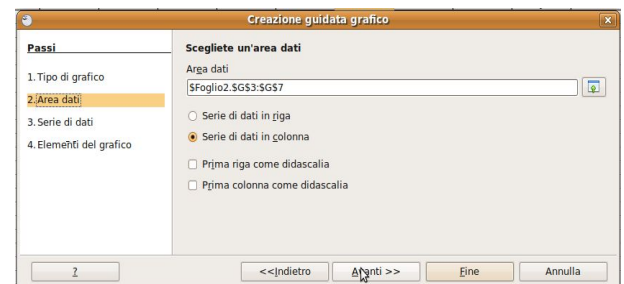 Creazione guidata grafico
Passi
1. Tipo di grafico
2. Area dati
3. Serie di dati
4. Elementi del grafico
Scegliete un'area dati
Area dati
$Foglio2.$G$3:$G$7
Serie di dati in riga
Serie di dati in colonna
Prima riga come didascalia
Prima colonna come didascalia
?
<<Indietro
Avanti >>
Fine
Annulla